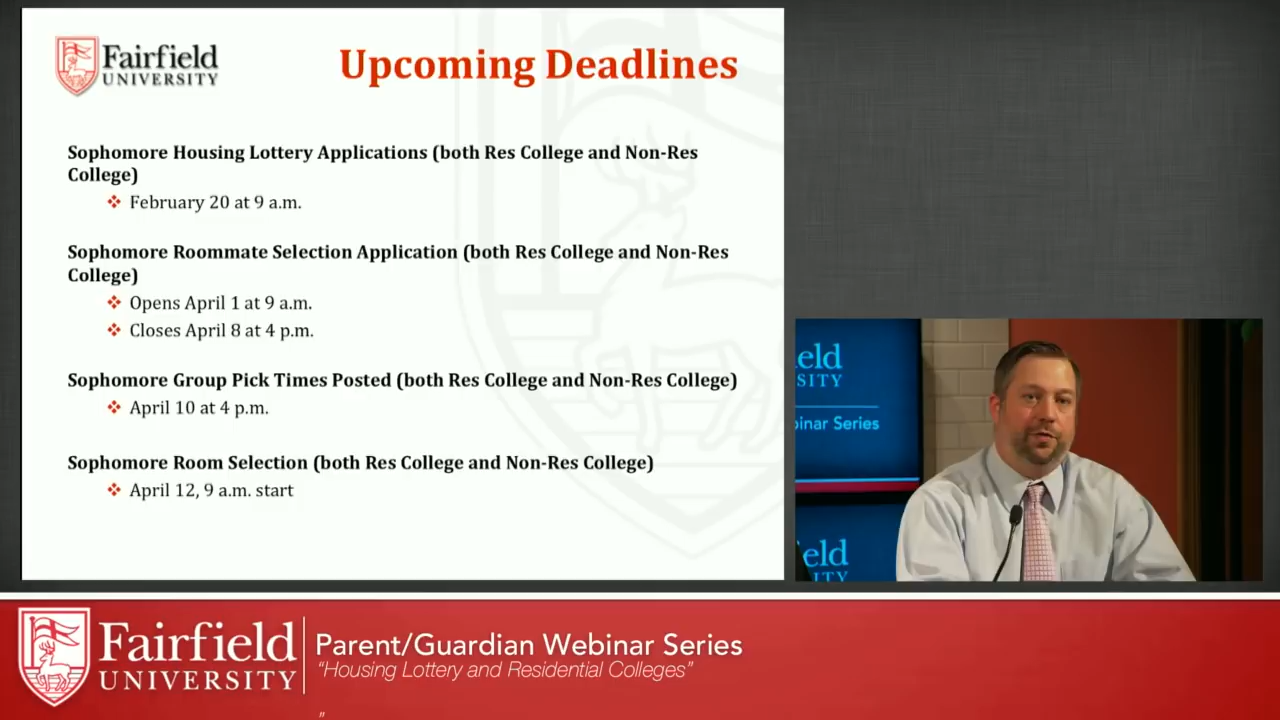 Fairfield
UNIVERSITY
Upcoming Deadlines
Sophomore Housing Lottery Applications (both Res College and Non-Res
College)
❖ February 20 at 9 a.m.
Sophomore Roommate Selection Application (both Res College and Non-Res
College)
❖ Opens April 1 at 9 a.m.
❖ Closes April 8 at 4 p.m.
Sophomore Group Pick Times Posted (both Res College and Non-Res College)
❖ April 10 at 4 p.m.
Sophomore Room Selection (both Res College and Non-Res College)
❖ April 12, 9 a.m. start
eld
SITY
binar Series
eld
ITY
Fairfield
UNIVERSITY
Parent/Guardian Webinar Series
“Housing Lottery and Residential Colleges”
”